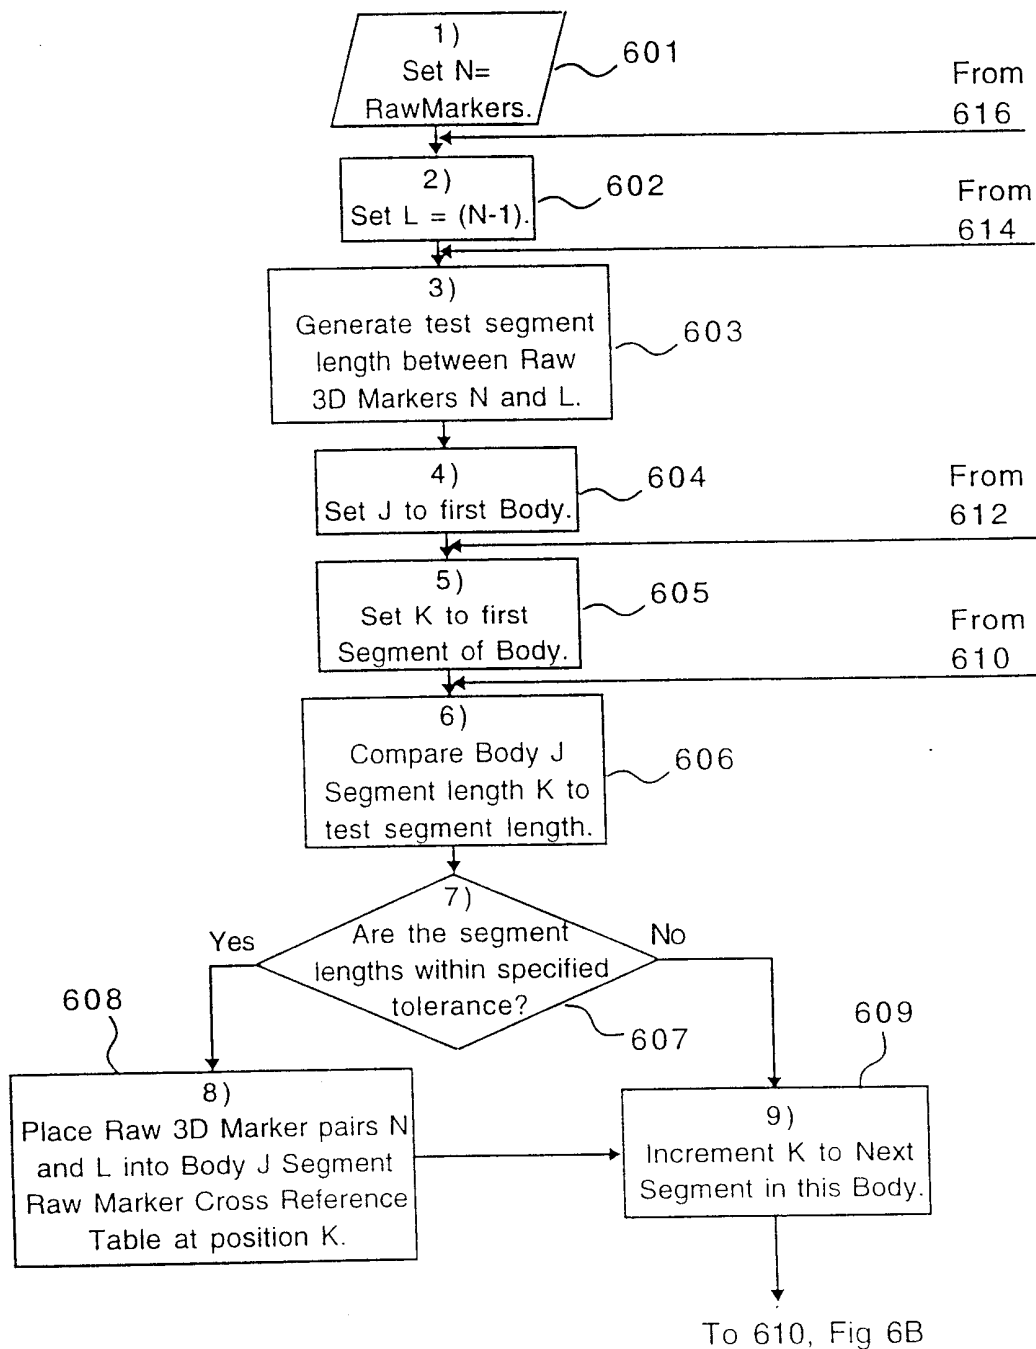 1)
Set N=
RawMarkers.
601
From
616
2)
Set L = (N-1).
602
From
614
3)
Generate test segment
length between Raw
3D Markers N and L.
603
4)
Set J to first Body.
604
From
612
5)
Set K to first
Segment of Body.
605
From
610
6)
Compare Body J
Segment length K to
test segment length.
606
7)
Are the segment
lengths within specified
tolerance?
Yes
No
607
608
609
8)
Place Raw 3D Marker pairs N
and L into Body J Segment
Raw Marker Cross Reference
Table at position K.
9)
Increment K to Next
Segment in this Body.
To 610, Fig 6B